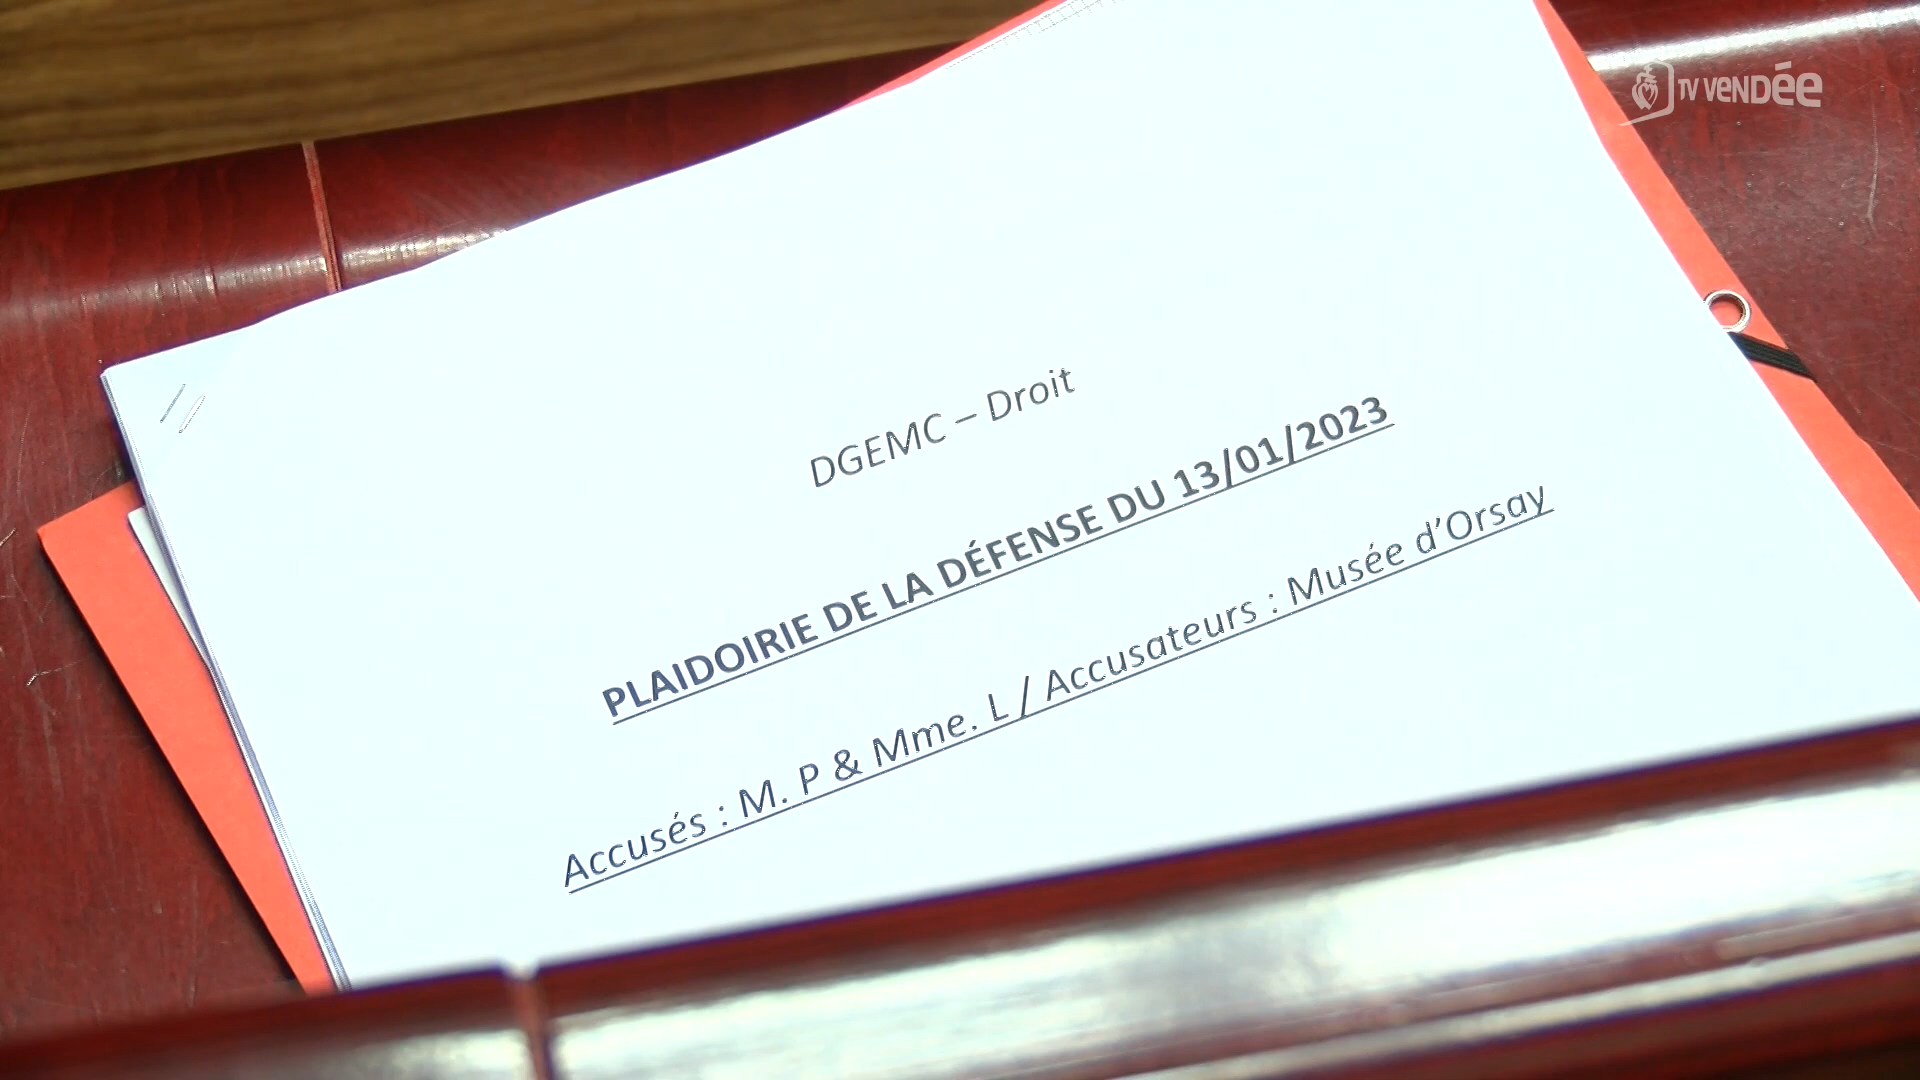 TV VENDÉE
DGEMC – Droit
PLAIDOIRIE DE LA DÉFENSE DU 13/01/2023
Accusés : M. P & Mme. L / Accusateurs : Musée d'Orsay